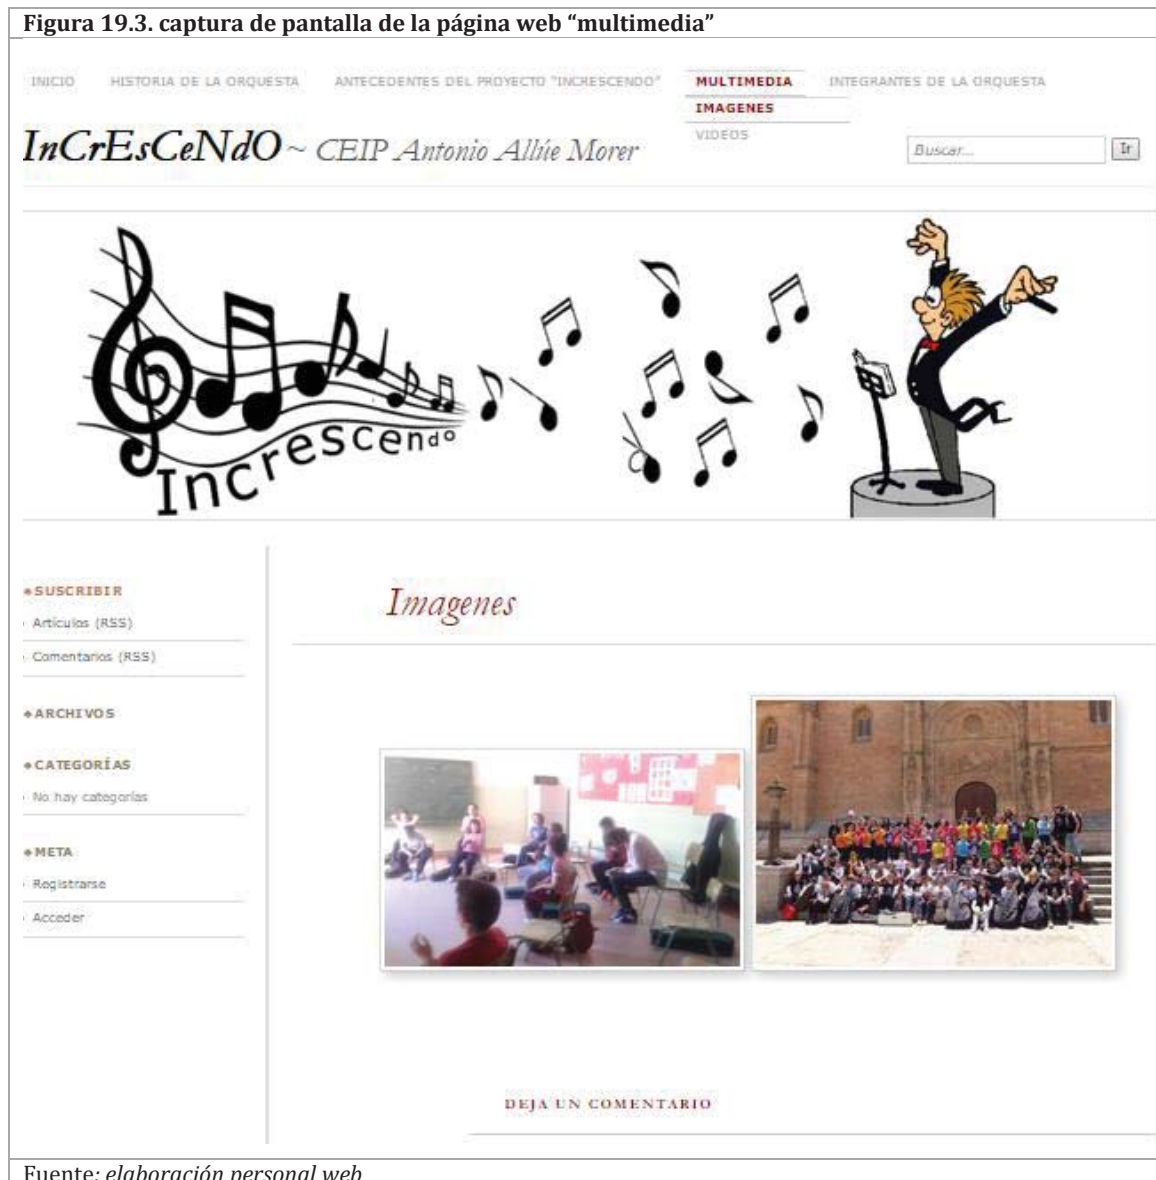 Figura 19.3. captura de pantalla de la página web “multimedia”
INICIO HISTORIA DE LA ORQUESTA ANTECEDENTES DEL PROYECTO "INCRESCENDO" MULTIMEDIA INTEGRANTES DE LA ORQUESTA
IMAGENES
VIDEOS
InCrEsCeNdO ~ CEIP Antonio Allúe Morer
Buscar... Ir
Increscendo
SUSCRIBIR
Artículos (RSS)
Comentarios (RSS)
ARCHIVOS
CATEGORÍAS
No hay categorías
META
Registrarse
Acceder
Imagenes
DEJA UN COMENTARIO
Fuente: elaboración personal web